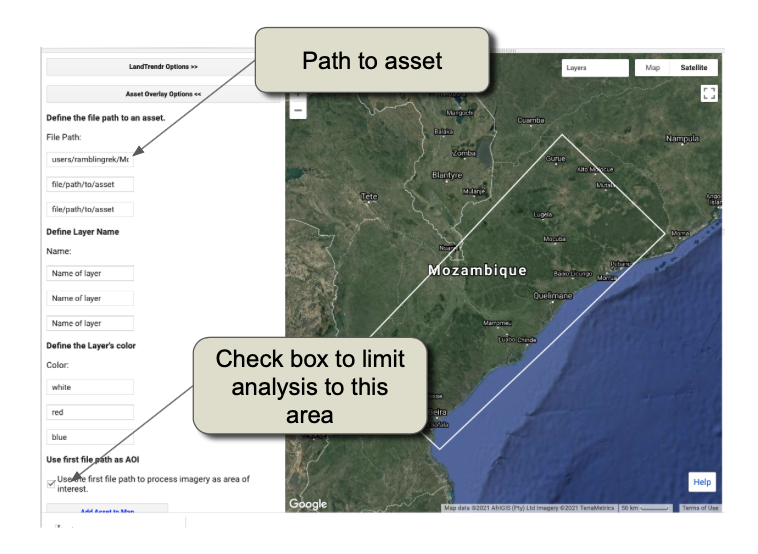 Path to asset
LandTrendr Options >>
Asset Overlay Options <<
Define the file path to an asset.
File Path:
users/ramblingrek/Mc
file/path/to/asset
file/path/to/asset
Define Layer Name
Name:
Name of layer
Name of layer
Name of layer
Define the Layer's color
Color:
white
red
blue
Use first file path as AOI
Use the first file path to process imagery as area of
interest.
Add Asset to Map
Check box to limit
analysis to this
area
Layers
Map Satellite
Mangochi
Cuamba
Balaka
Nampula
Zomba
Gurue
Alto Molocue
Blantyre
Mulanje
Tete
Lugela
Mocuba
Moma
Mozambique
Baixo Licungo
Pebane
Quelimane
Marromeu
Luabo
Chinde
Beira
Sofala
Help
Google
Map data ©2021 AfriGIS (Pty) Ltd Imagery ©2021 TerraMetrics
50 km
Terms of Use